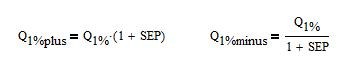 Q1%plus = Q1%·(1 + SEP)
Q1%minus = Q1% / (1 + SEP)